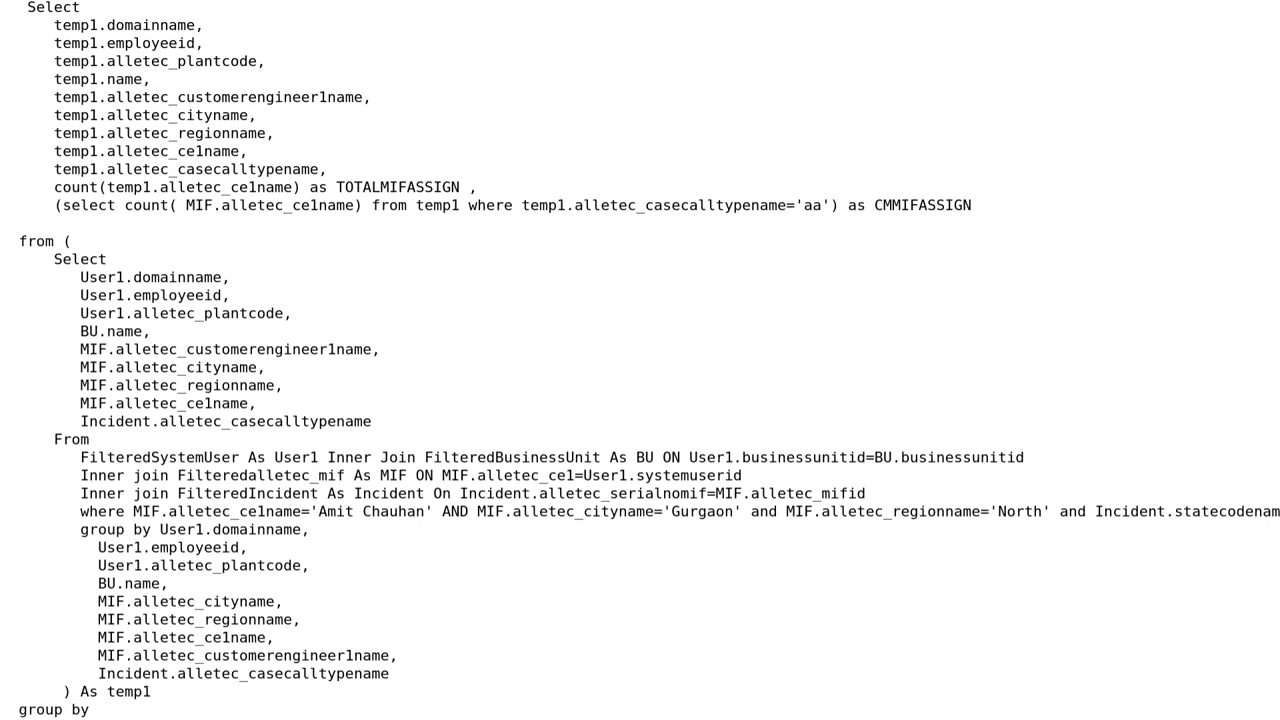 Select
temp1.domainname,
temp1.employeeid,
temp1.alletec_plantcode,
temp1.name,
temp1.alletec_customerengineer1name,
temp1.alletec_cityname,
temp1.alletec_regionname,
temp1.alletec_ce1name,
temp1.alletec_casecalltypename,
count(temp1.alletec_ce1name) as TOTALMIFASSIGN ,
(select count( MIF.alletec_ce1name) from temp1 where temp1.alletec_casecalltypename='aa') as CMMIFASSIGN
from (
Select
User1.domainname,
User1.employeeid,
User1.alletec_plantcode,
BU.name,
MIF.alletec_customerengineer1name,
MIF.alletec_cityname,
MIF.alletec_regionname,
MIF.alletec_ce1name,
Incident.alletec_casecalltypename
From
FilteredSystemUser As User1 Inner Join FilteredBusinessUnit As BU ON User1.businessunitid=BU.businessunitid
Inner join Filteredalletec_mif As MIF ON MIF.alletec_ce1=User1.systemuserid
Inner join FilteredIncident As Incident On Incident.alletec_serialnomif=MIF.alletec_mifid
where MIF.alletec_ce1name='Amit Chauhan' AND MIF.alletec_cityname='Gurgaon' and MIF.alletec_regionname='North' and Incident.statecodenam
group by User1.domainname,
User1.employeeid,
User1.alletec_plantcode,
BU.name,
MIF.alletec_cityname,
MIF.alletec_regionname,
MIF.alletec_ce1name,
MIF.alletec_customerengineer1name,
Incident.alletec_casecalltypename
) As temp1
group by